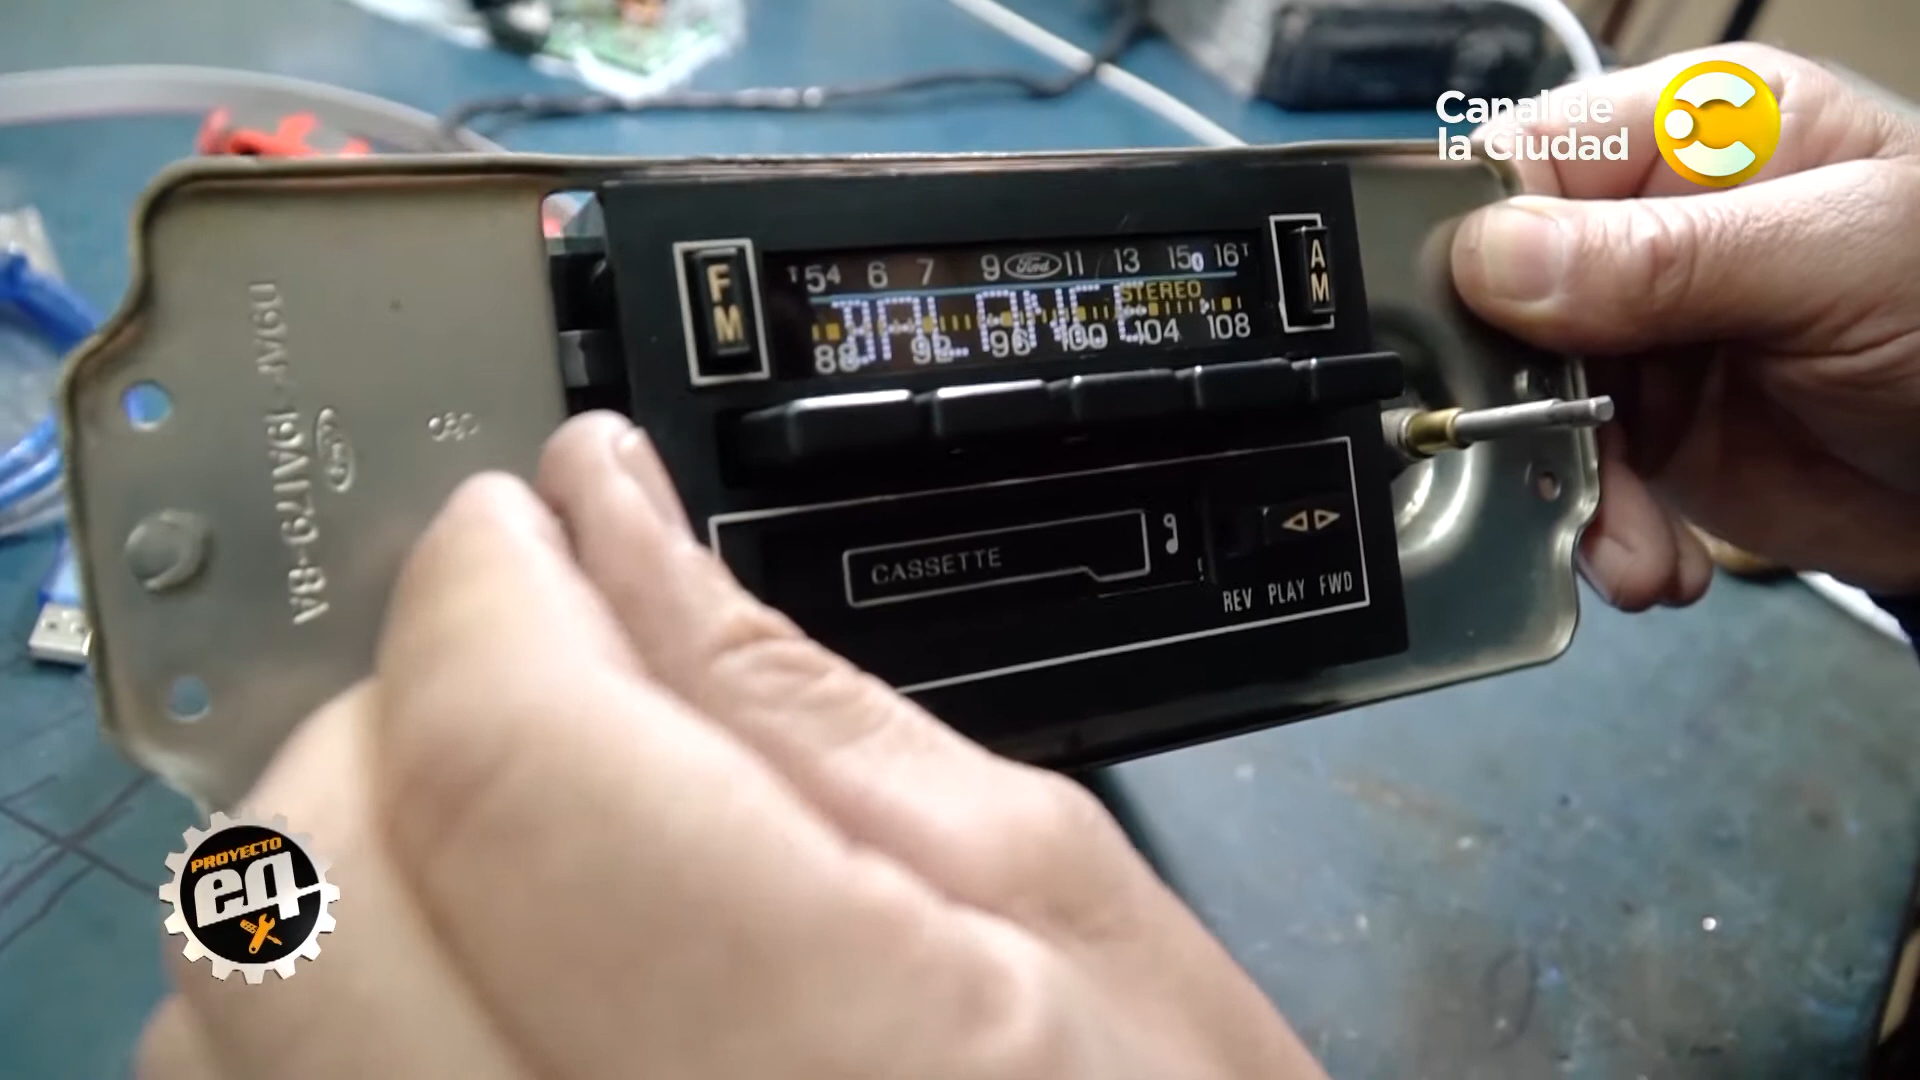 Canal de
la Ciudad
FM
54 6 7 9 Ford 11 13 15 16
AM
STEREO
BALANCE
88 92 96 100 104 108
CASSETTE
REV PLAY FWD
Ford
PROYECTO
eq